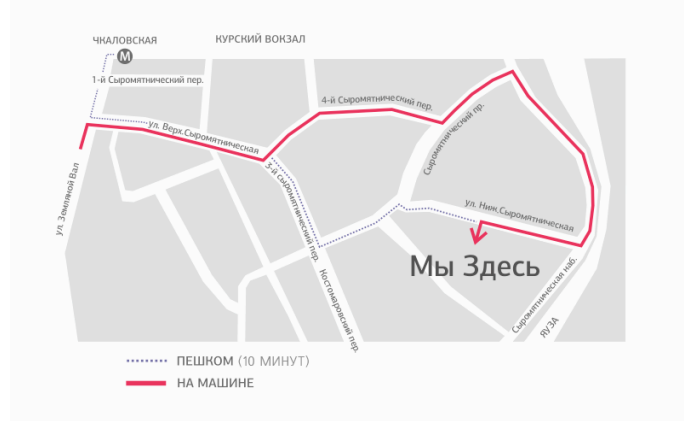 ЧКАЛОВСКАЯ
КУРСКИЙ ВОКЗАЛ
М
1-й Сыромятнический пер.
4-й Сыромятнический пер.
ул. Верх.Сыромятническая
Сыромятнический пр.
3-й сыромятнический пер.
ул. Земляной Вал
ул. Ниж.Сыромятническая
Мы Здесь
Костомаровский пер.
Сыромятническая наб.
ЯУЗА
ПЕШКОМ (10 МИНУТ)
НА МАШИНЕ